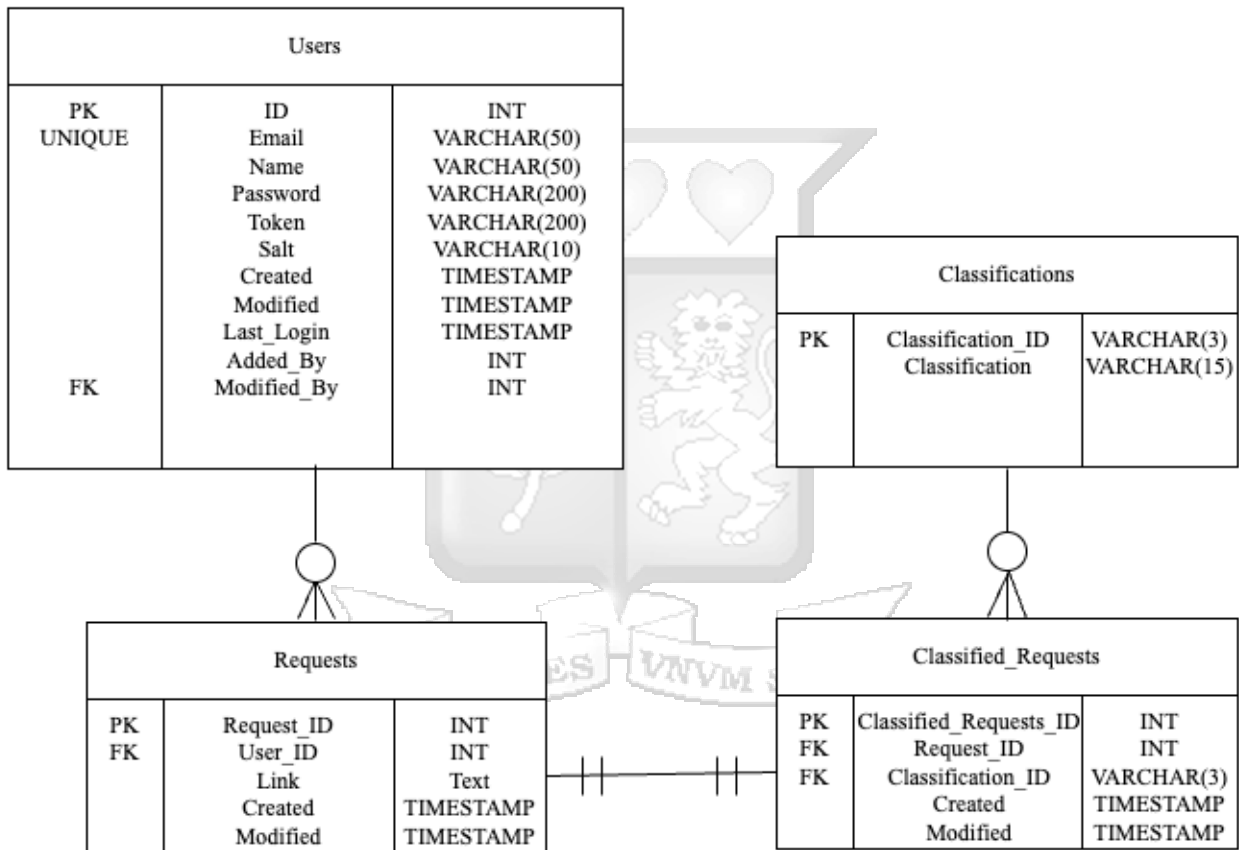 Users
PK ID INT
UNIQUE Email VARCHAR(50)
Name VARCHAR(50)
Password VARCHAR(200)
Token VARCHAR(200)
Salt VARCHAR(10)
Created TIMESTAMP
Modified TIMESTAMP
Last_Login TIMESTAMP
Added_By INT
FK Modified_By INT
Classifications
PK Classification_ID VARCHAR(3)
Classification VARCHAR(15)
Requests
PK Request_ID INT
FK User_ID INT
Link Text
Created TIMESTAMP
Modified TIMESTAMP
Classified_Requests
PK Classified_Requests_ID INT
FK Request_ID INT
FK Classification_ID VARCHAR(3)
Created TIMESTAMP
Modified TIMESTAMP
VNVM